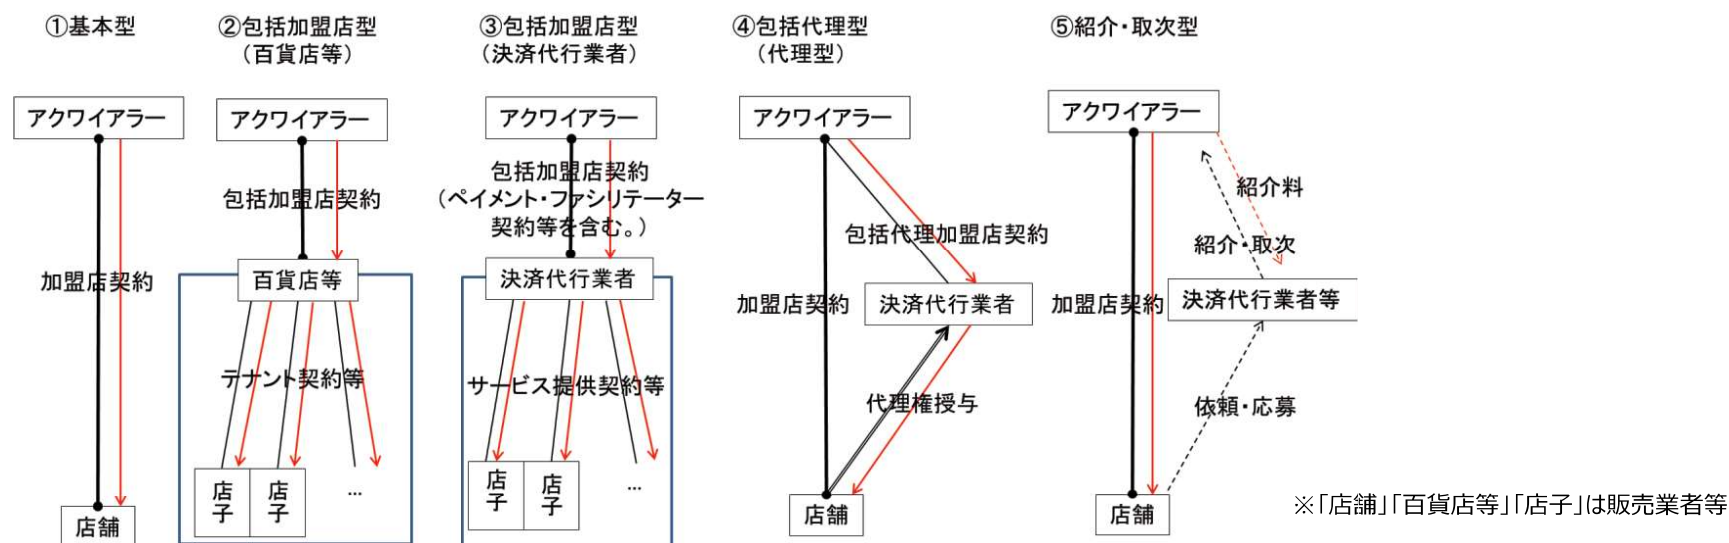 ①基本型
アクワイアラー
加盟店契約
店舗
②包括加盟店型
（百貨店等）
アクワイアラー
包括加盟店契約
百貨店等
テナント契約等
店子
店子
…
③包括加盟店型
（決済代行業者）
アクワイアラー
包括加盟店契約
（ペイメント・ファシリテーター
契約等を含む。）
決済代行業者
サービス提供契約等
店子
店子
…
④包括代理型
（代理型）
アクワイアラー
包括代理加盟店契約
加盟店契約
決済代行業者
代理権授与
店舗
⑤紹介・取次型
アクワイアラー
紹介料
紹介・取次
加盟店契約
決済代行業者等
依頼・応募
店舗
※「店舗」「百貨店等」「店子」は販売業者等